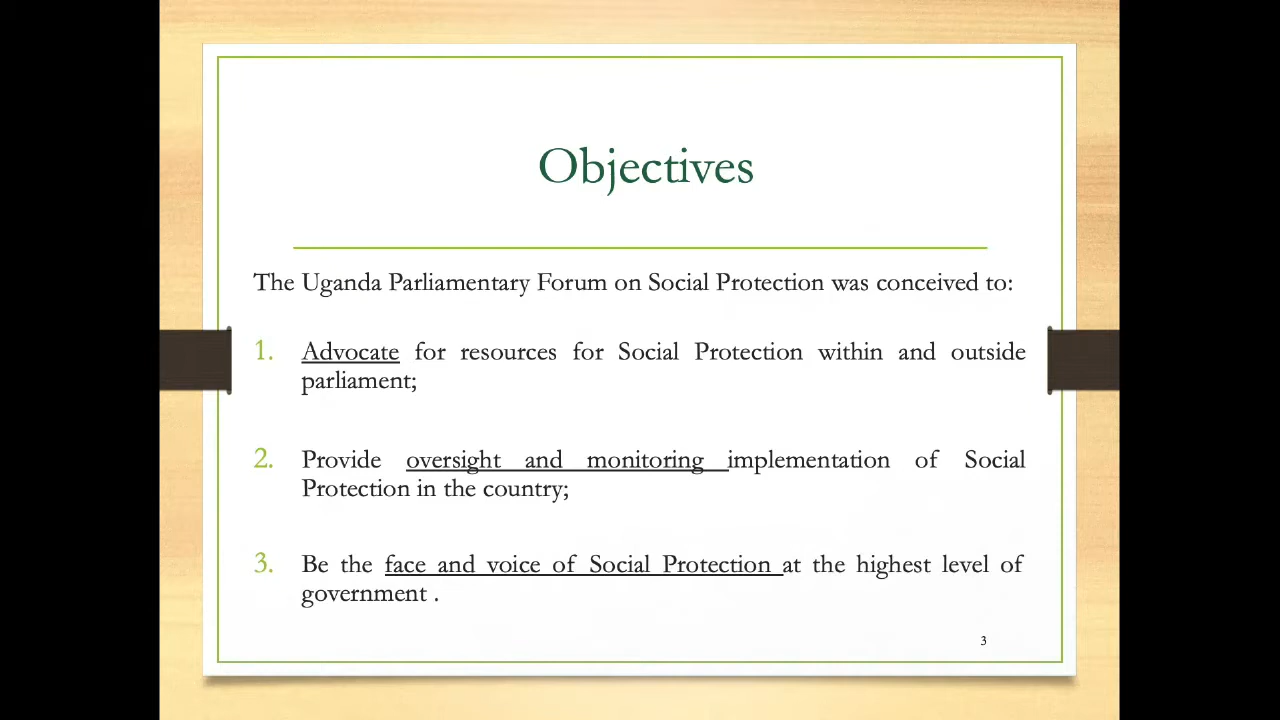 Objectives
The Uganda Parliamentary Forum on Social Protection was conceived to:
1. Advocate for resources for Social Protection within and outside
parliament;
2. Provide oversight and monitoring implementation of Social
Protection in the country;
3. Be the face and voice of Social Protection at the highest level of
government .
3